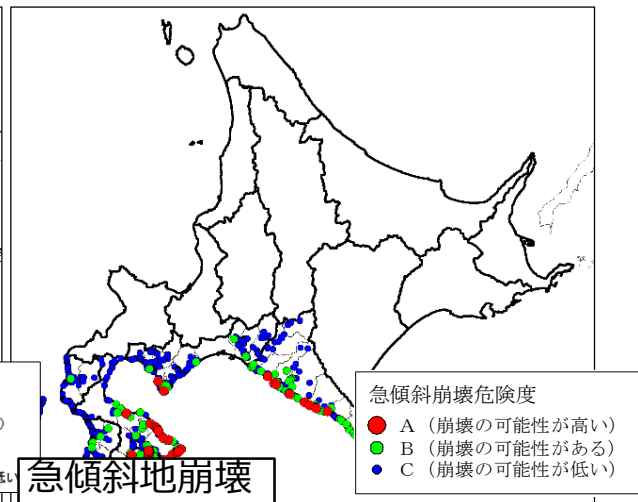 急傾斜崩壊危険度
A （崩壊の可能性が高い）
B （崩壊の可能性がある）
C （崩壊の可能性が低い）
急傾斜地崩壊